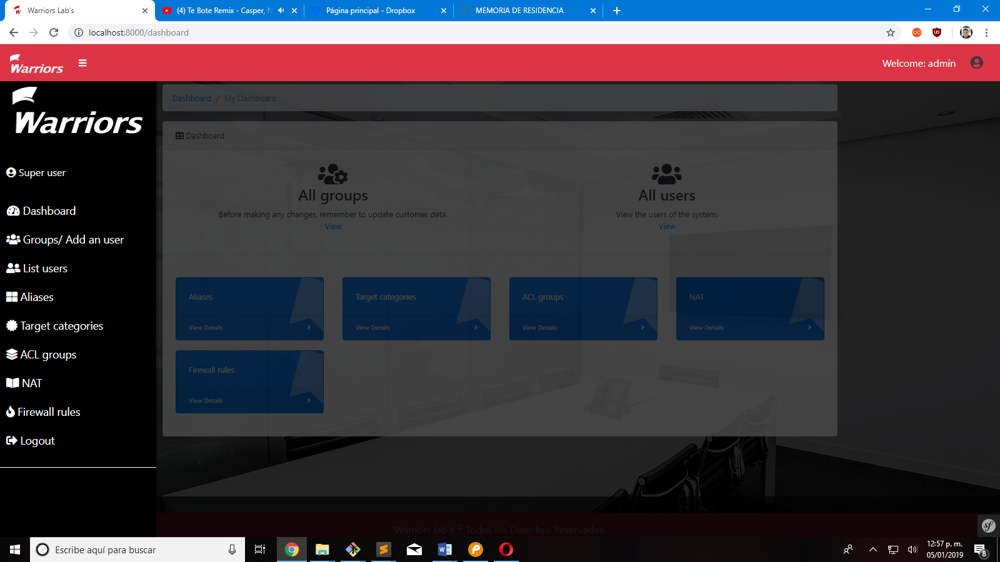 Warriors Lab's
(4) Te Bote Remix - Casper, N
Página principal - Dropbox
MEMORIA DE RESIDENCIA
localhost:8000/dashboard
Warriors
Welcome: admin
Warriors
Super user
Dashboard
Groups/ Add an user
List users
Aliases
Target categories
ACL groups
NAT
Firewall rules
Logout
Dashboard / My Dashboard
Dashboard
All groups
Before making any changes, remember to update customer data.
View
All users
View the users of the system.
View
Aliases
View Details
Target categories
View Details
ACL groups
View Details
NAT
View Details
Firewall rules
View Details
Warriors lab's © Todos los Derechos Reservados.
sf
Escribe aquí para buscar
12:57 p. m.
05/01/2019
8